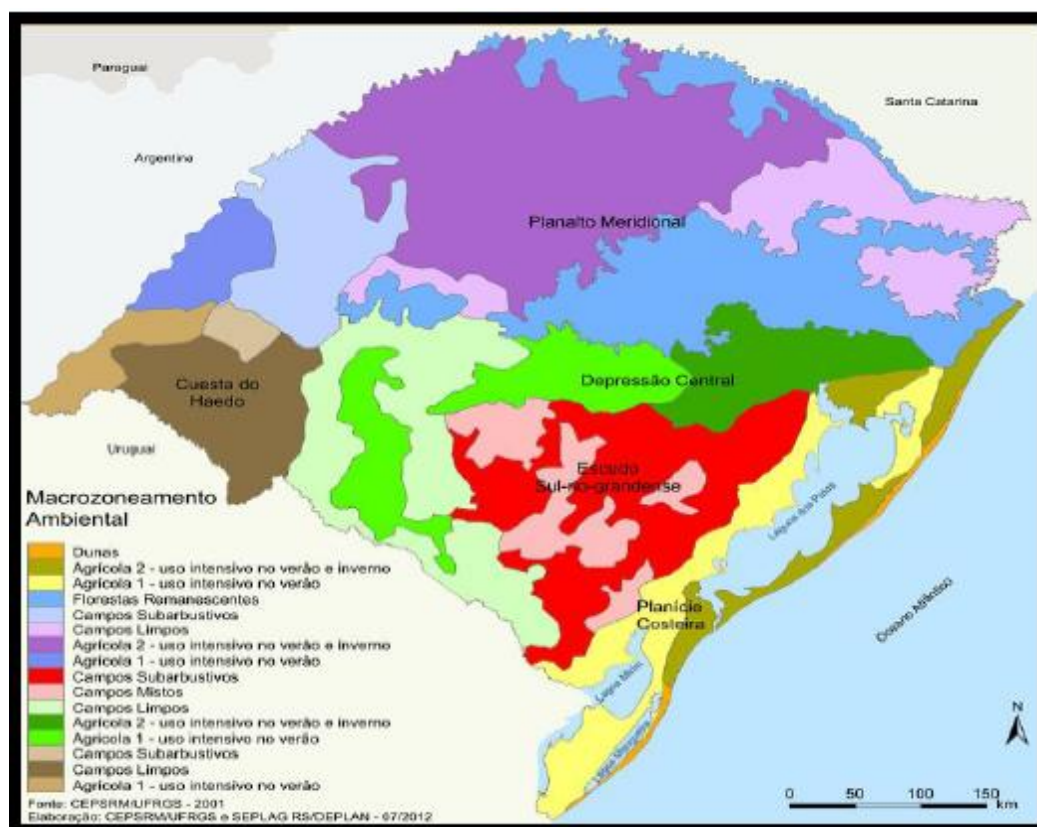 Paraguai
Santa Catarina
Argentina
Planalto Meridional
Depressão Central
Cuesta do
Haedo
Uruguai
Escudo
Sul-rio-grandense
Lagoa dos Patos
Planície
Costeira
Oceano Atlântico
Lagoa Mirim
Lagoa Mangueira
Macrozoneamento
Ambiental
Dunas
Agrícola 2 - uso intensivo no verão e inverno
Agrícola 1 - uso intensivo no verão
Florestas Remanescentes
Campos Subarbustivos
Campos Limpos
Agrícola 2 - uso intensivo no verão e inverno
Agrícola 1 - uso intensivo no verão
Campos Subarbustivos
Campos Mistos
Campos Limpos
Agrícola 2 - uso intensivo no verão e inverno
Agrícola 1 - uso intensivo no verão
Campos Subarbustivos
Campos Limpos
Agrícola 1 - uso intensivo no verão
Fonte: CEPSRM/UFRGS - 2001
Elaboração: CEPSRM/UFRGS e SEPLAG RS/DEPLAN - 07/2012
N
0 50 100 150
km